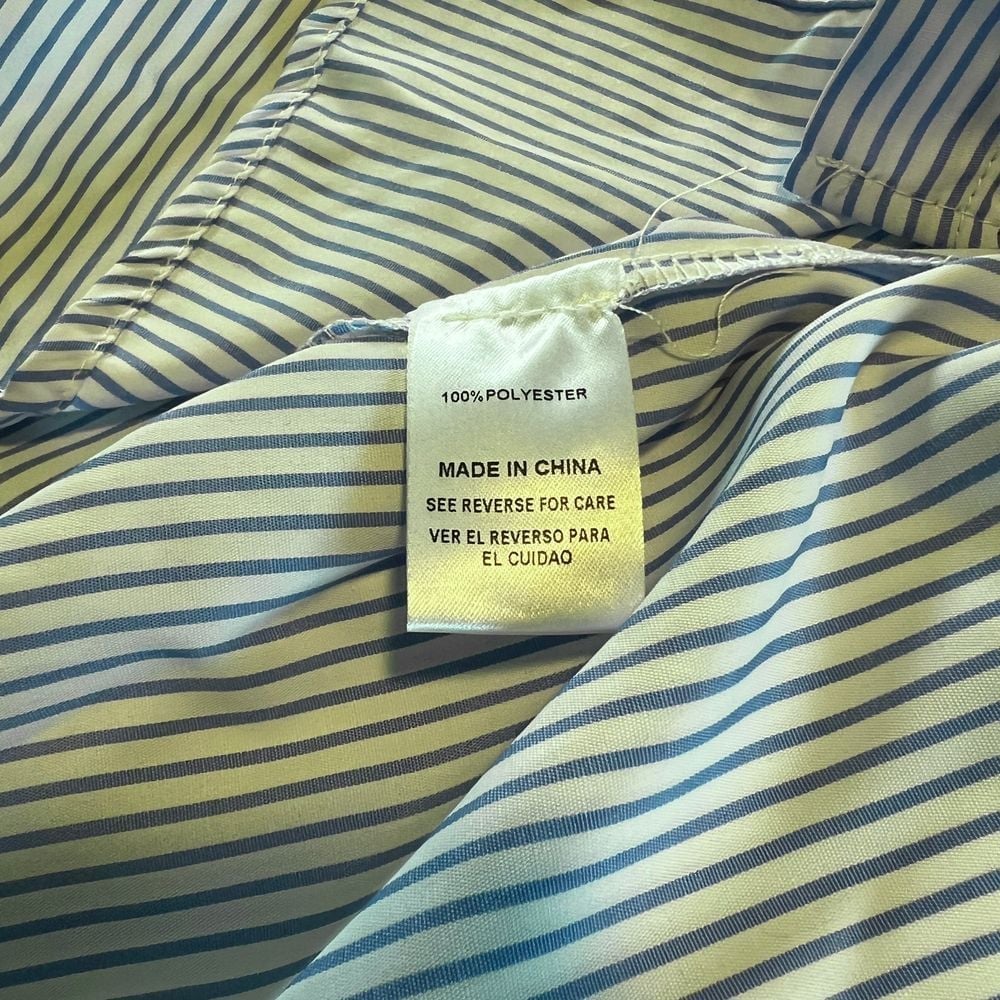 100% POLYESTER
MADE IN CHINA
SEE REVERSE FOR CARE
VER EL REVERSO PARA
EL CUIDAO